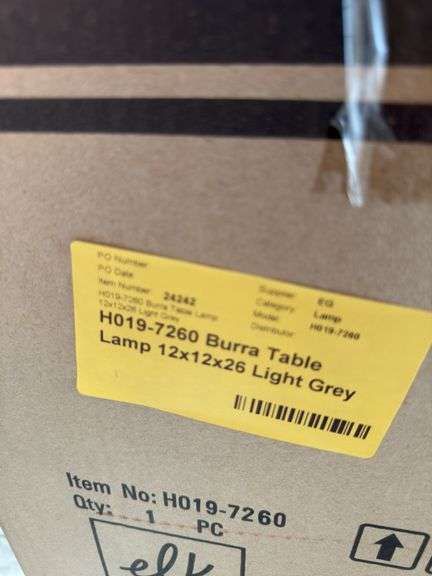 PO Number
PO Date
Item Number 24242
H019-7260 Burra Table Lamp
12x12x26 Light Grey
Supplier EG
Category Lamp
Model H019-7260
Distributor
H019-7260 Burra Table
Lamp 12x12x26 Light Grey
Item No: H019-7260
Qty: 1 PC
elk